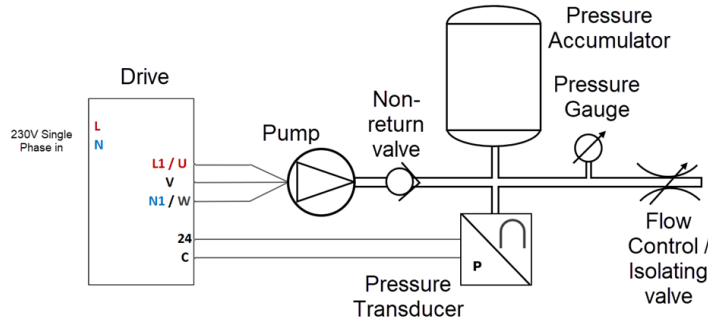 Pressure
Accumulator
Drive
Pressure
Gauge
Non-
return
valve
Pump
230V Single
Phase in
L
N
L1 / U
V
N1 / W
24
C
P
Pressure
Transducer
Flow
Control /
Isolating
valve